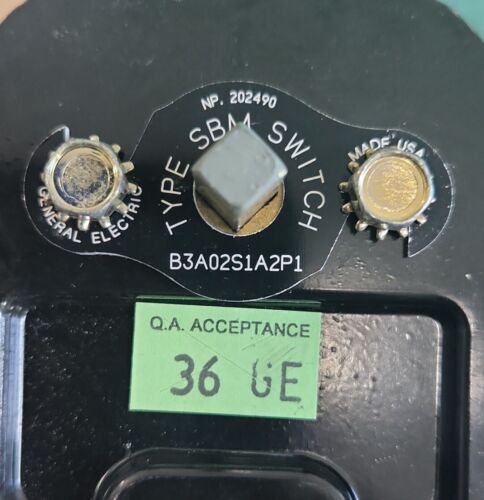 NP. 202490
TYPE SBM SWITCH
GENERAL ELECTRIC
MADE USA
B3A02S1A2P1
Q.A. ACCEPTANCE
36 GE